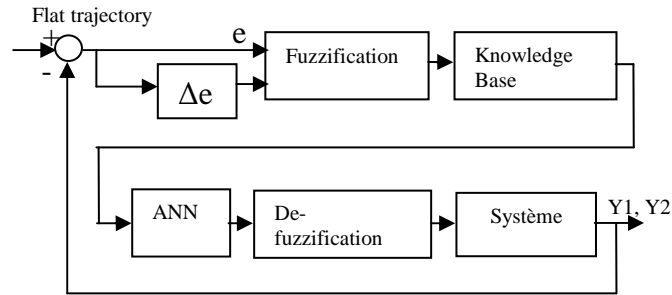 Flat trajectory
+
-
e
Δe
Fuzzification
Knowledge
Base
ANN
De-
fuzzification
Système
Y1, Y2